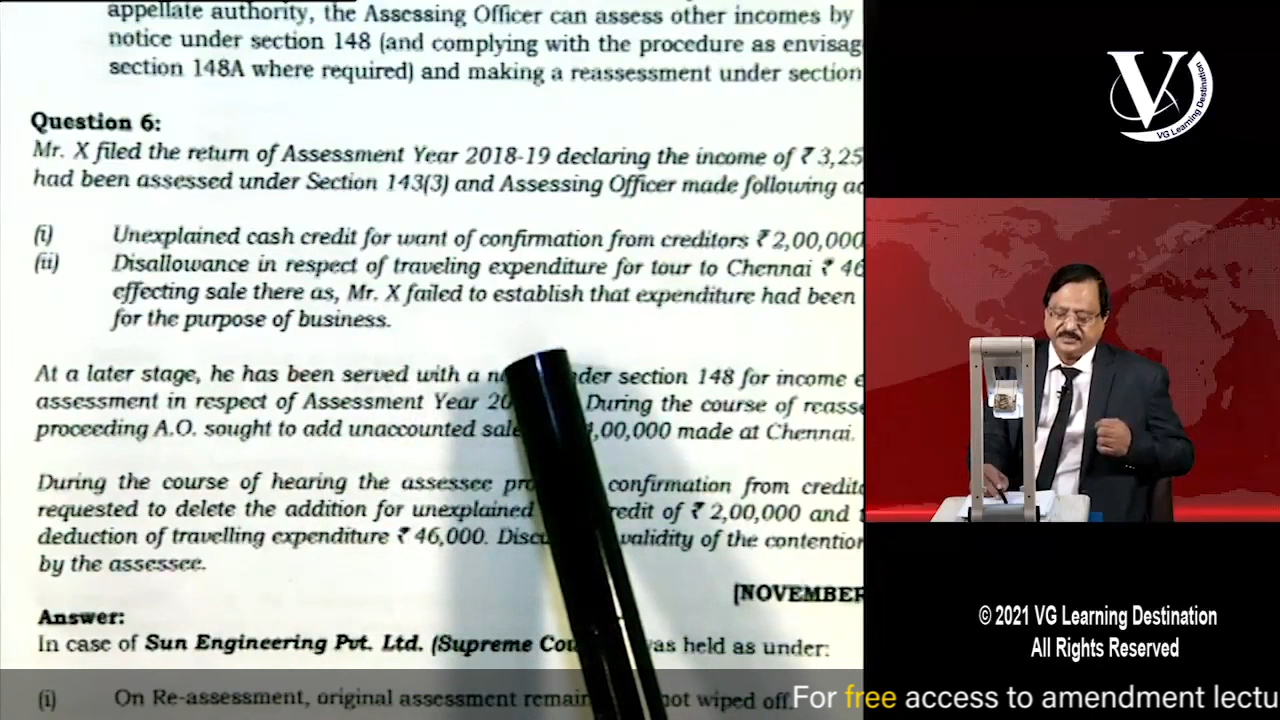 appellate authority, the Assessing Officer can assess other incomes by
notice under section 148 (and complying with the procedure as envisag
section 148A where required) and making a reassessment under section
Question 6:
Mr. X filed the return of Assessment Year 2018-19 declaring the income of ₹ 3,25
had been assessed under Section 143(3) and Assessing Officer made following ad
(i) Unexplained cash credit for want of confirmation from creditors ₹ 2,00,000
(ii) Disallowance in respect of traveling expenditure for tour to Chennai ₹ 46
effecting sale there as, Mr. X failed to establish that expenditure had been
for the purpose of business.
At a later stage, he has been served with a under section 148 for income e
assessment in respect of Assessment Year 20 During the course of reasse
proceeding A.O. sought to add unaccounted sale ,00,000 made at Chennai.
During the course of hearing the assessee pro confirmation from credito
requested to delete the addition for unexplained redit of ₹ 2,00,000 and
deduction of travelling expenditure ₹ 46,000. validity of the contention
by the assessee.
[NOVEMBER
Answer:
In case of Sun Engineering Pvt. Ltd. (Supreme Cou was held as under:
(i) On Re-assessment, original assessment remain not wiped off.
For free access to amendment lectu
V
VG Learning Destination
© 2021 VG Learning Destination
All Rights Reserved